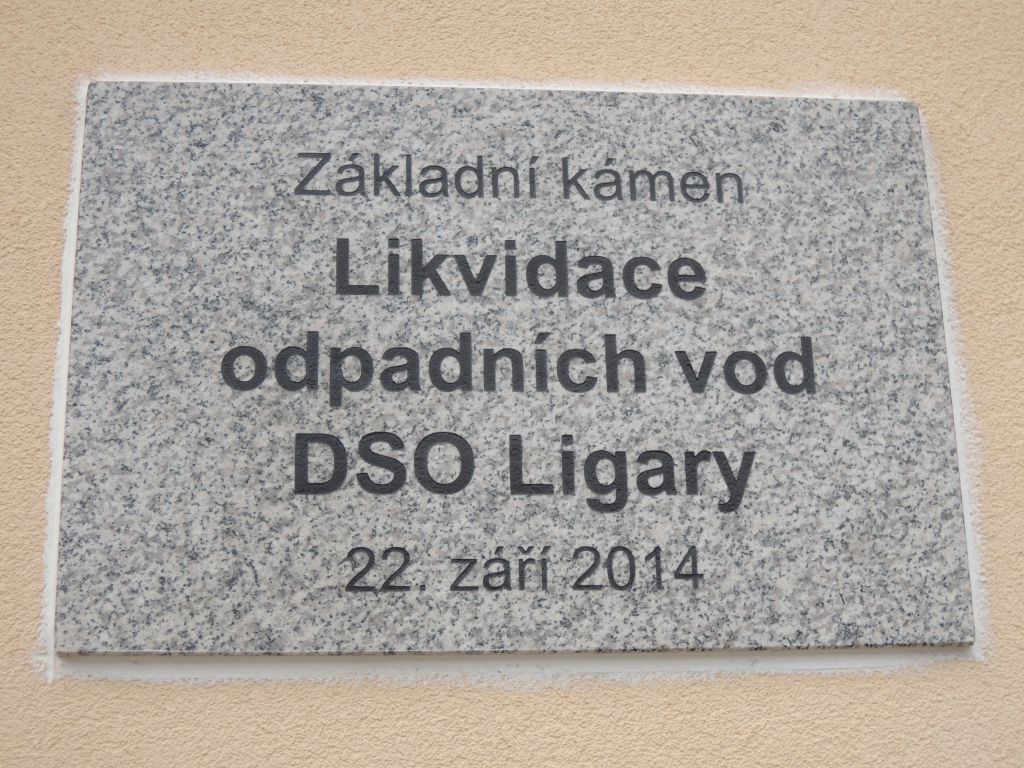 Základní kámen
Likvidace
odpadních vod
DSO Ligary
22. září 2014